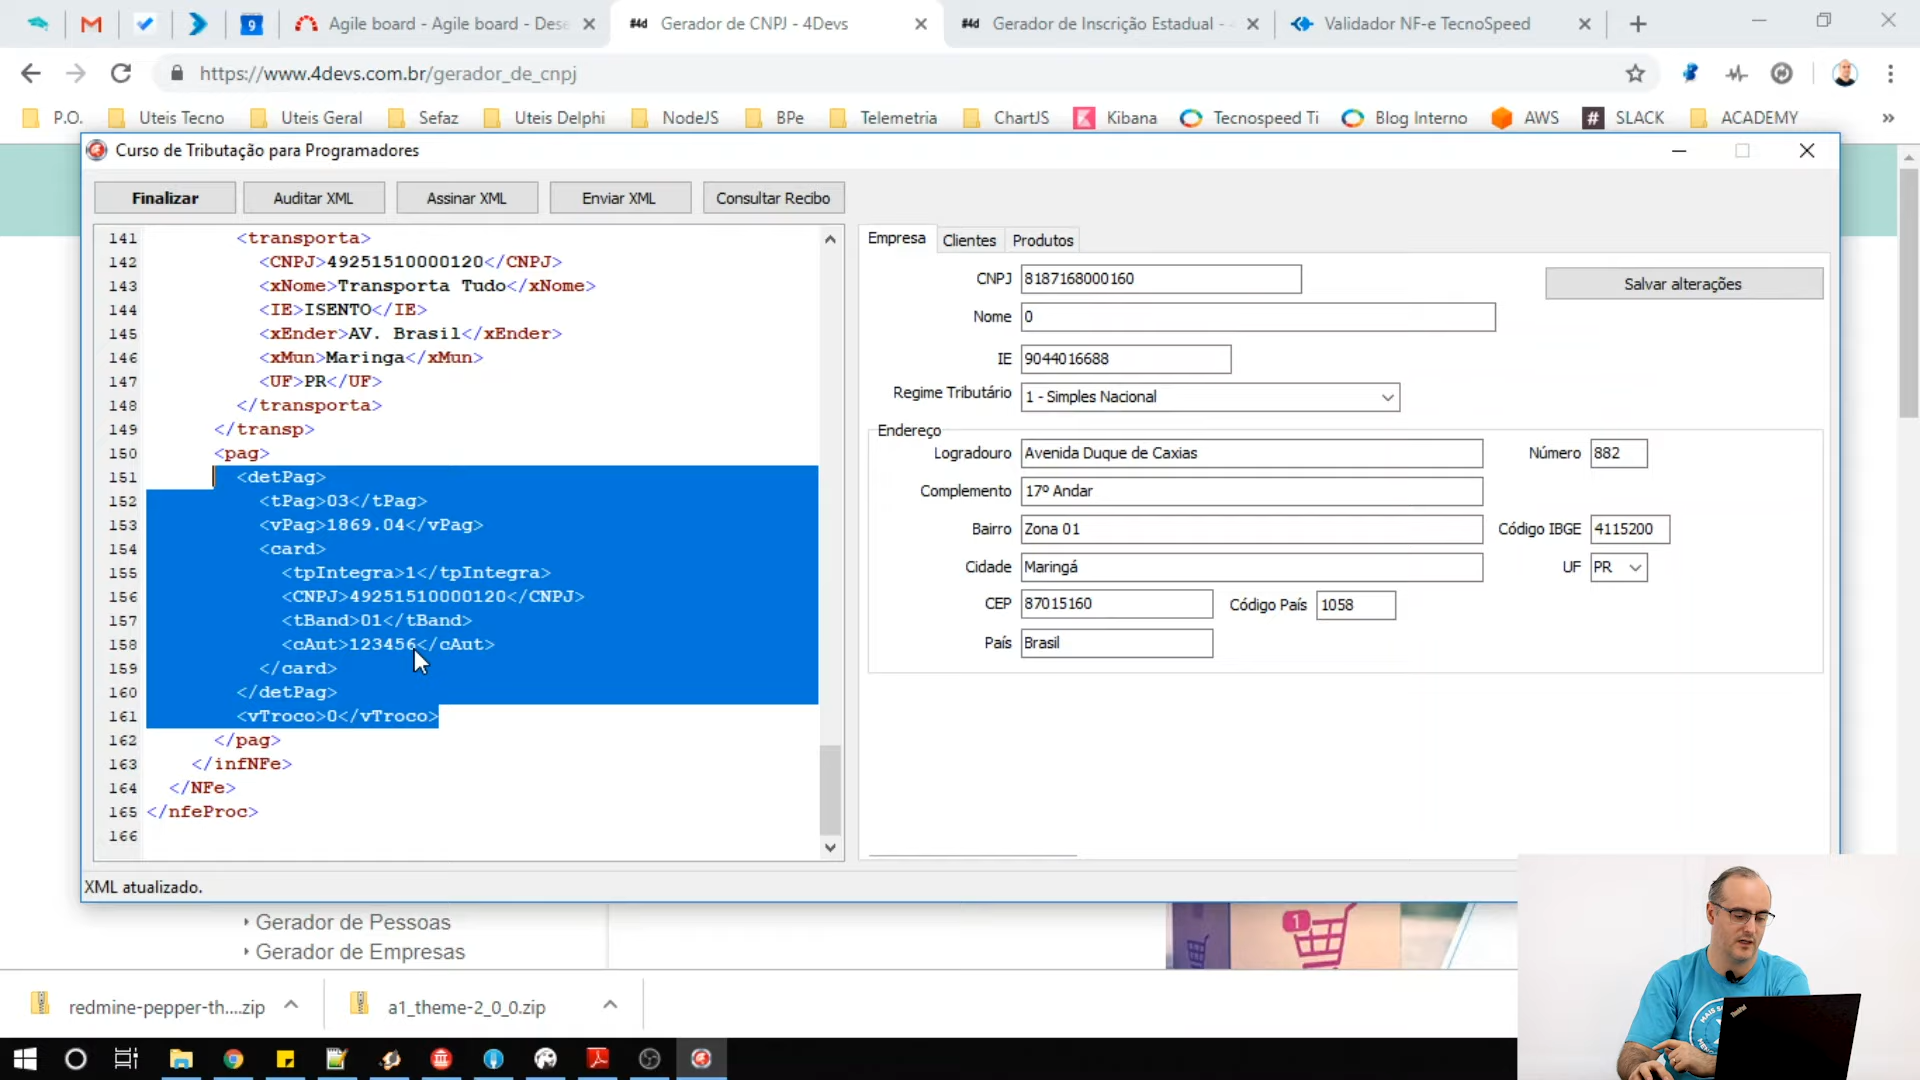 9
Agile board - Agile board - Dese
#4d Gerador de CNPJ - 4Devs
#4d Gerador de Inscrição Estadual - 4
Validador NF-e TecnoSpeed
https://www.4devs.com.br/gerador_de_cnpj
P.O.
Uteis Tecno
Uteis Geral
Sefaz
Uteis Delphi
NodeJS
BPe
Telemetria
ChartJS
Kibana
Tecnospeed Ti
Blog Interno
AWS
# SLACK
ACADEMY
»
Curso de Tributação para Programadores
Finalizar
Auditar XML
Assinar XML
Enviar XML
Consultar Recibo
141 <transporta>
142 <CNPJ>49251510000120</CNPJ>
143 <xNome>Transporta Tudo</xNome>
144 <IE>ISENTO</IE>
145 <xEnder>AV. Brasil</xEnder>
146 <xMun>Maringa</xMun>
147 <UF>PR</UF>
148 </transporta>
149 </transp>
150 <pag>
151 <detPag>
152 <tPag>03</tPag>
153 <vPag>1869.04</vPag>
154 <card>
155 <tpIntegra>1</tpIntegra>
156 <CNPJ>49251510000120</CNPJ>
157 <tBand>01</tBand>
158 <cAut>123456</cAut>
159 </card>
160 </detPag>
161 <vTroco>0</vTroco>
162 </pag>
163 </infNFe>
164 </NFe>
165 </nfeProc>
166
Empresa
Clientes
Produtos
CNPJ 8187168000160
Salvar alterações
Nome 0
IE 9044016688
Regime Tributário 1 - Simples Nacional
Endereço
Logradouro Avenida Duque de Caxias
Número 882
Complemento 17º Andar
Bairro Zona 01
Código IBGE 4115200
Cidade Maringá
UF PR
CEP 87015160
Código País 1058
País Brasil
XML atualizado.
Gerador de Pessoas
Gerador de Empresas
1
redmine-pepper-th....zip
a1_theme-2_0_0.zip